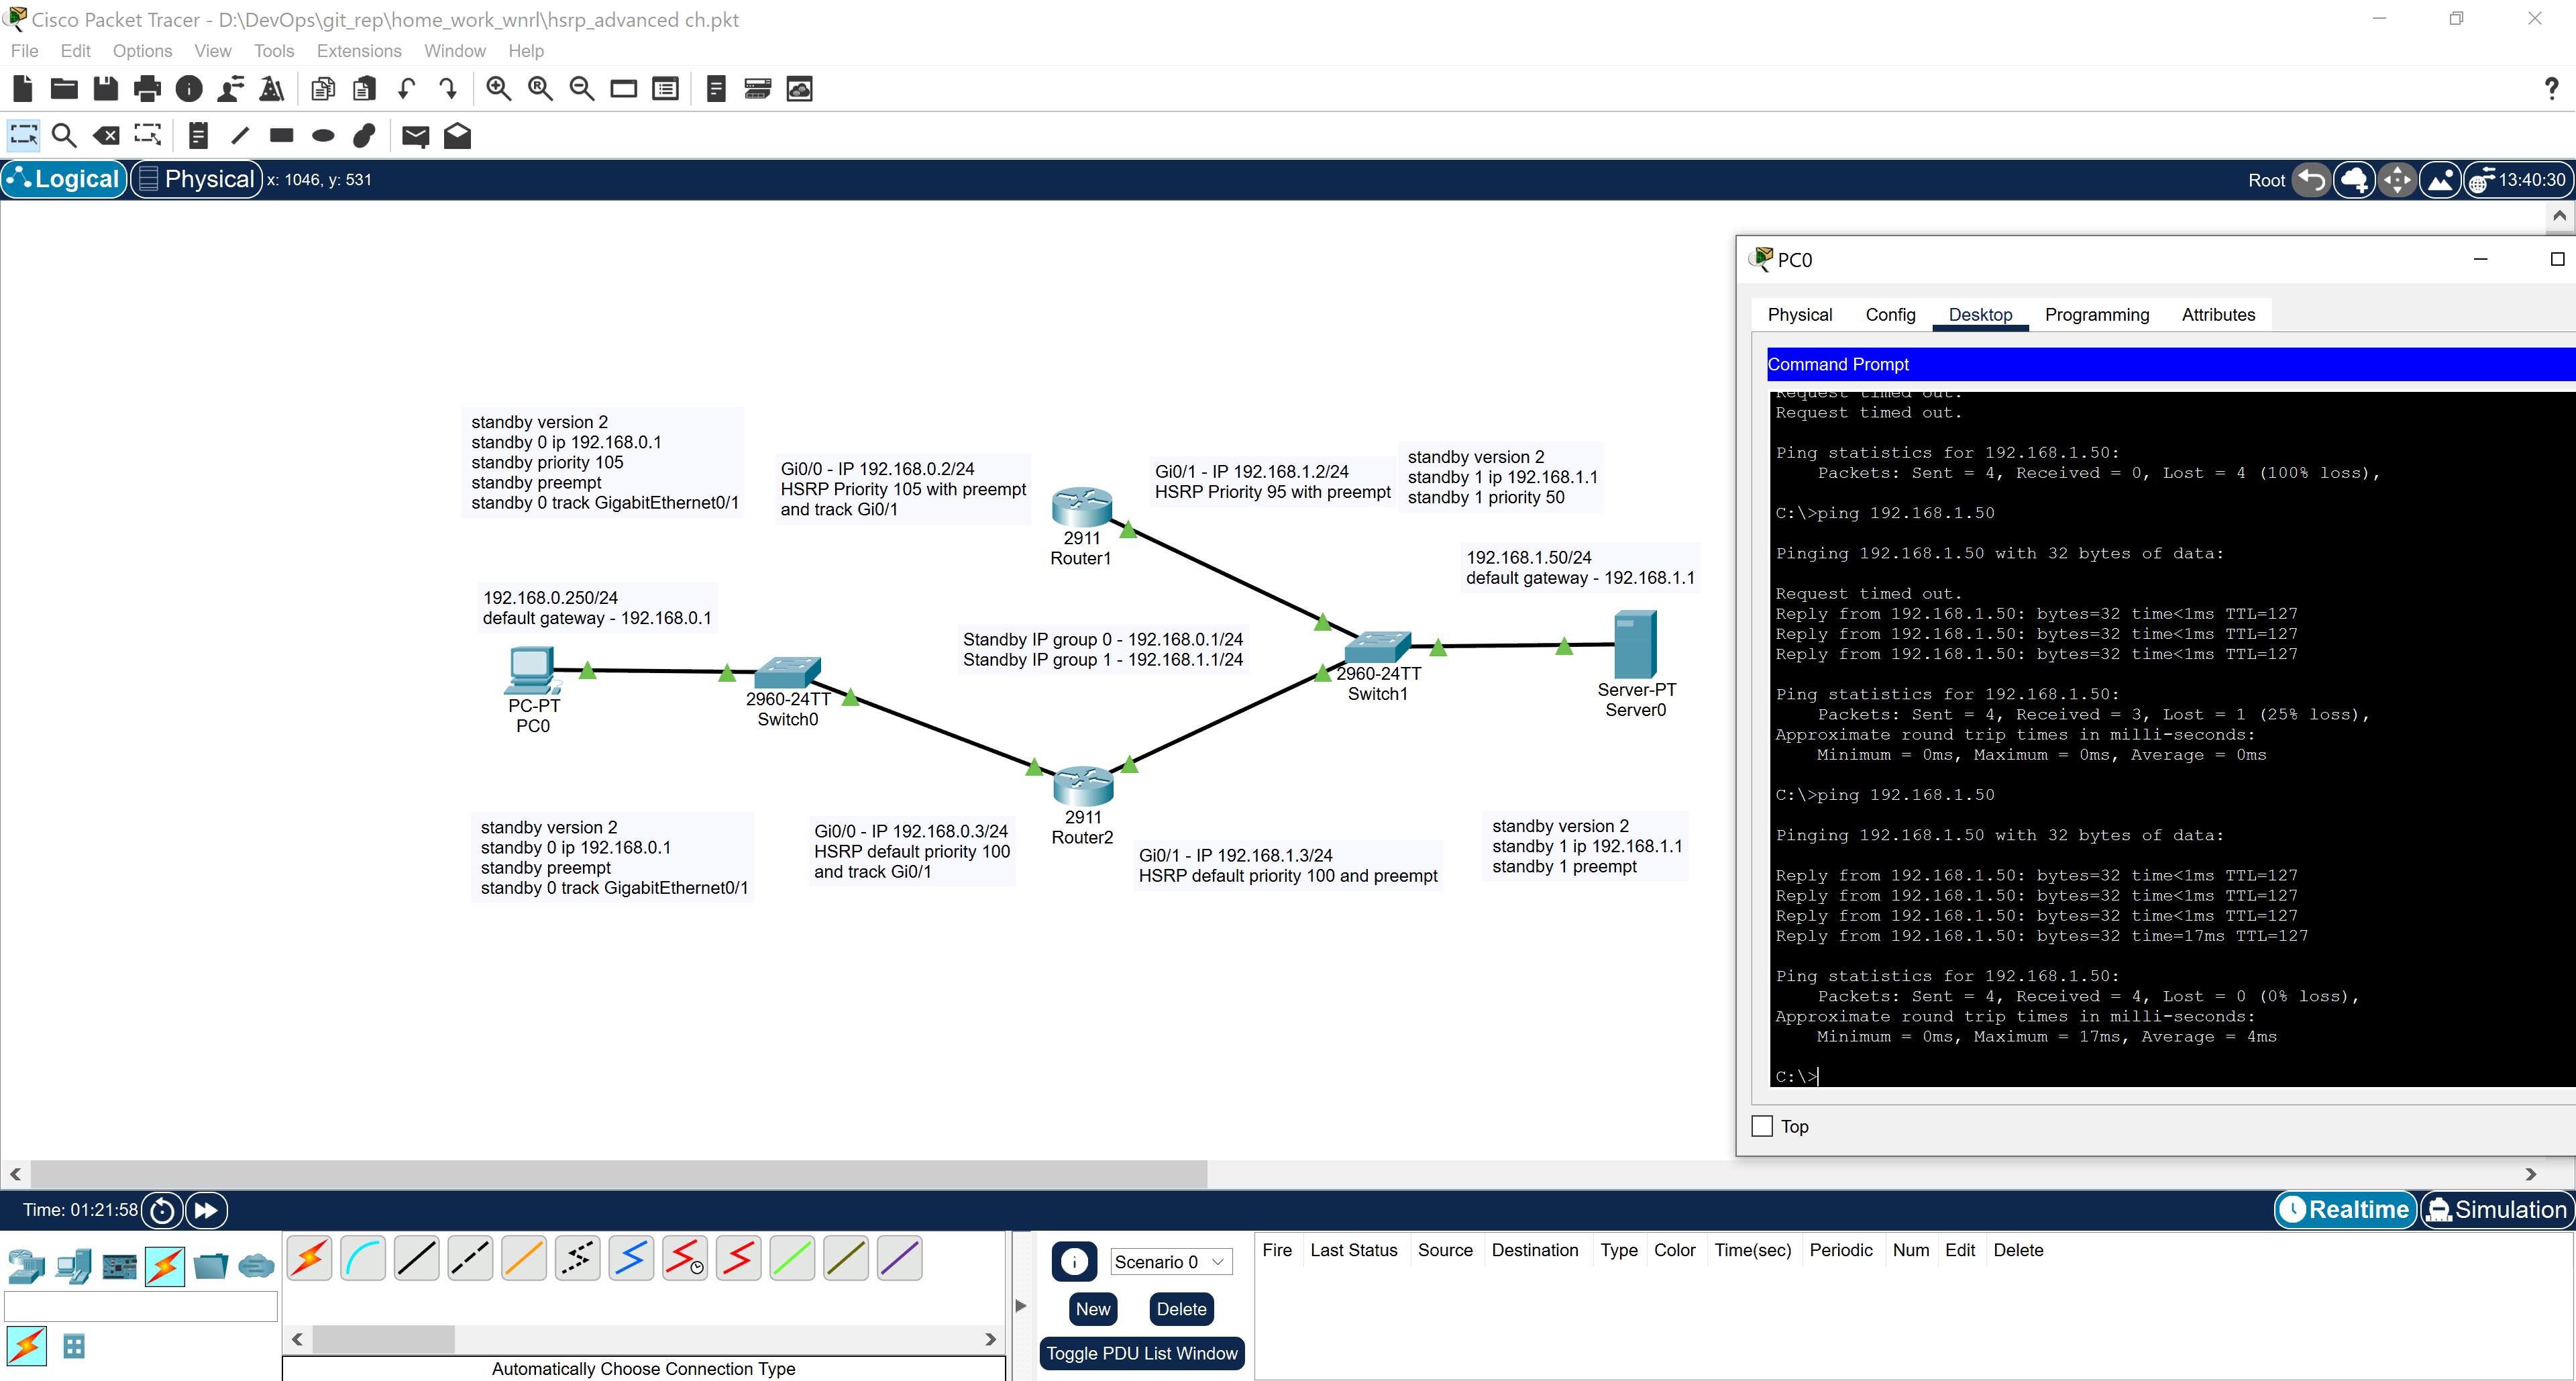 Cisco Packet Tracer - D:\DevOps\git_rep\home_work_wnrl\hsrp_advanced ch.pkt
File Edit Options View Tools Extensions Window Help
Logical Physical x: 1046, y: 531
Root 13:40:30
standby version 2
standby 0 ip 192.168.0.1
standby priority 105
standby preempt
standby 0 track GigabitEthernet0/1
Gi0/0 - IP 192.168.0.2/24
HSRP Priority 105 with preempt
and track Gi0/1
2911
Router1
Gi0/1 - IP 192.168.1.2/24
HSRP Priority 95 with preempt
standby version 2
standby 1 ip 192.168.1.1
standby 1 priority 50
192.168.1.50/24
default gateway - 192.168.1.1
192.168.0.250/24
default gateway - 192.168.0.1
Standby IP group 0 - 192.168.0.1/24
Standby IP group 1 - 192.168.1.1/24
PC-PT
PC0
2960-24TT
Switch0
2960-24TT
Switch1
Server-PT
Server0
2911
Router2
standby version 2
standby 0 ip 192.168.0.1
standby preempt
standby 0 track GigabitEthernet0/1
Gi0/0 - IP 192.168.0.3/24
HSRP default priority 100
and track Gi0/1
Gi0/1 - IP 192.168.1.3/24
HSRP default priority 100 and preempt
standby version 2
standby 1 ip 192.168.1.1
standby 1 preempt
PC0
Physical Config Desktop Programming Attributes
Command Prompt
Request timed out.
Request timed out.
Ping statistics for 192.168.1.50:
Packets: Sent = 4, Received = 0, Lost = 4 (100% loss),
C:\>ping 192.168.1.50
Pinging 192.168.1.50 with 32 bytes of data:
Request timed out.
Reply from 192.168.1.50: bytes=32 time<1ms TTL=127
Reply from 192.168.1.50: bytes=32 time<1ms TTL=127
Reply from 192.168.1.50: bytes=32 time<1ms TTL=127
Ping statistics for 192.168.1.50:
Packets: Sent = 4, Received = 3, Lost = 1 (25% loss),
Approximate round trip times in milli-seconds:
Minimum = 0ms, Maximum = 0ms, Average = 0ms
C:\>ping 192.168.1.50
Pinging 192.168.1.50 with 32 bytes of data:
Reply from 192.168.1.50: bytes=32 time<1ms TTL=127
Reply from 192.168.1.50: bytes=32 time<1ms TTL=127
Reply from 192.168.1.50: bytes=32 time<1ms TTL=127
Reply from 192.168.1.50: bytes=32 time=17ms TTL=127
Ping statistics for 192.168.1.50:
Packets: Sent = 4, Received = 4, Lost = 0 (0% loss),
Approximate round trip times in milli-seconds:
Minimum = 0ms, Maximum = 17ms, Average = 4ms
C:\>
Top
Time: 01:21:58
Realtime Simulation
Scenario 0
New Delete
Toggle PDU List Window
Fire Last Status Source Destination Type Color Time(sec) Periodic Num Edit Delete
Automatically Choose Connection Type